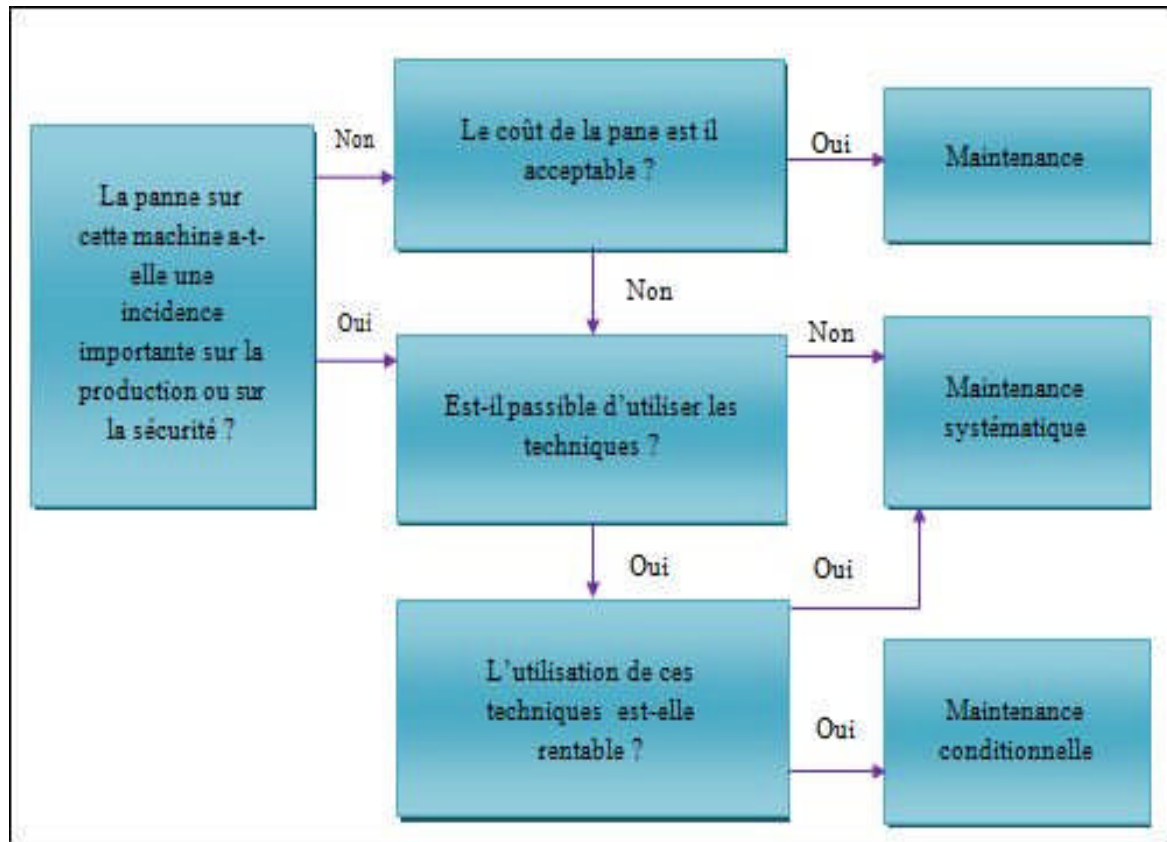 La panne sur
cette machine a-t-
elle une
incidence
importante sur la
production ou sur
la sécurité ?
Non
Oui
Le coût de la pane est il
acceptable ?
Oui
Maintenance
Non
Est-il passible d'utiliser les
techniques ?
Non
Maintenance
systématique
Oui
Oui
L'utilisation de ces
techniques est-elle
rentable ?
Oui
Maintenance
conditionnelle